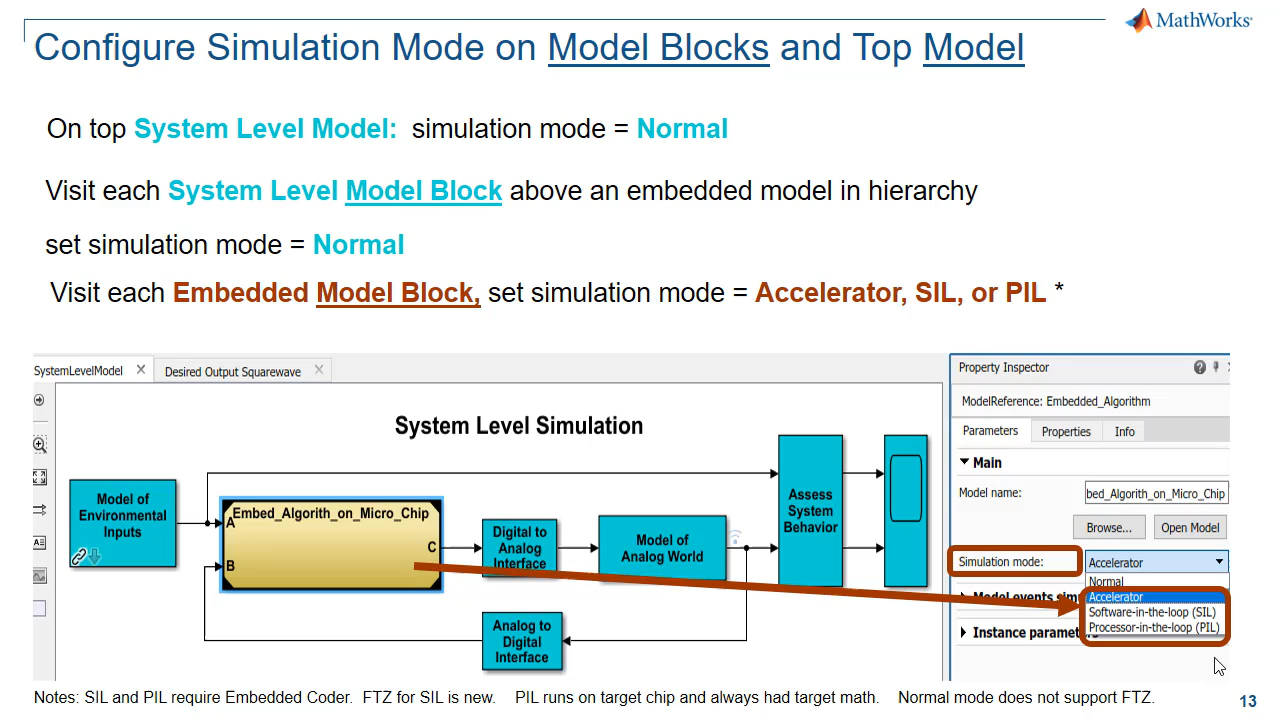 MathWorks
Configure Simulation Mode on Model Blocks and Top Model
On top System Level Model: simulation mode = Normal
Visit each System Level Model Block above an embedded model in hierarchy
set simulation mode = Normal
Visit each Embedded Model Block, set simulation mode = Accelerator, SIL, or PIL *
SystemLevelModel
Desired Output Squarewave
System Level Simulation
Model of
Environmental
Inputs
Embed_Algorith_on_Micro_Chip
A
B
C
Digital to
Analog
Interface
Model of
Analog World
Assess
System
Behavior
Analog to
Digital
Interface
Property Inspector
ModelReference: Embedded_Algorithm
Parameters Properties Info
Main
Model name: bed_Algorith_on_Micro_Chip
Browse... Open Model
Simulation mode: Accelerator
Normal
Accelerator
Model events
Software-in-the-loop (SIL)
Processor-in-the-loop (PIL)
Instance
Notes: SIL and PIL require Embedded Coder. FTZ for SIL is new. PIL runs on target chip and always had target math. Normal mode does not support FTZ.
13